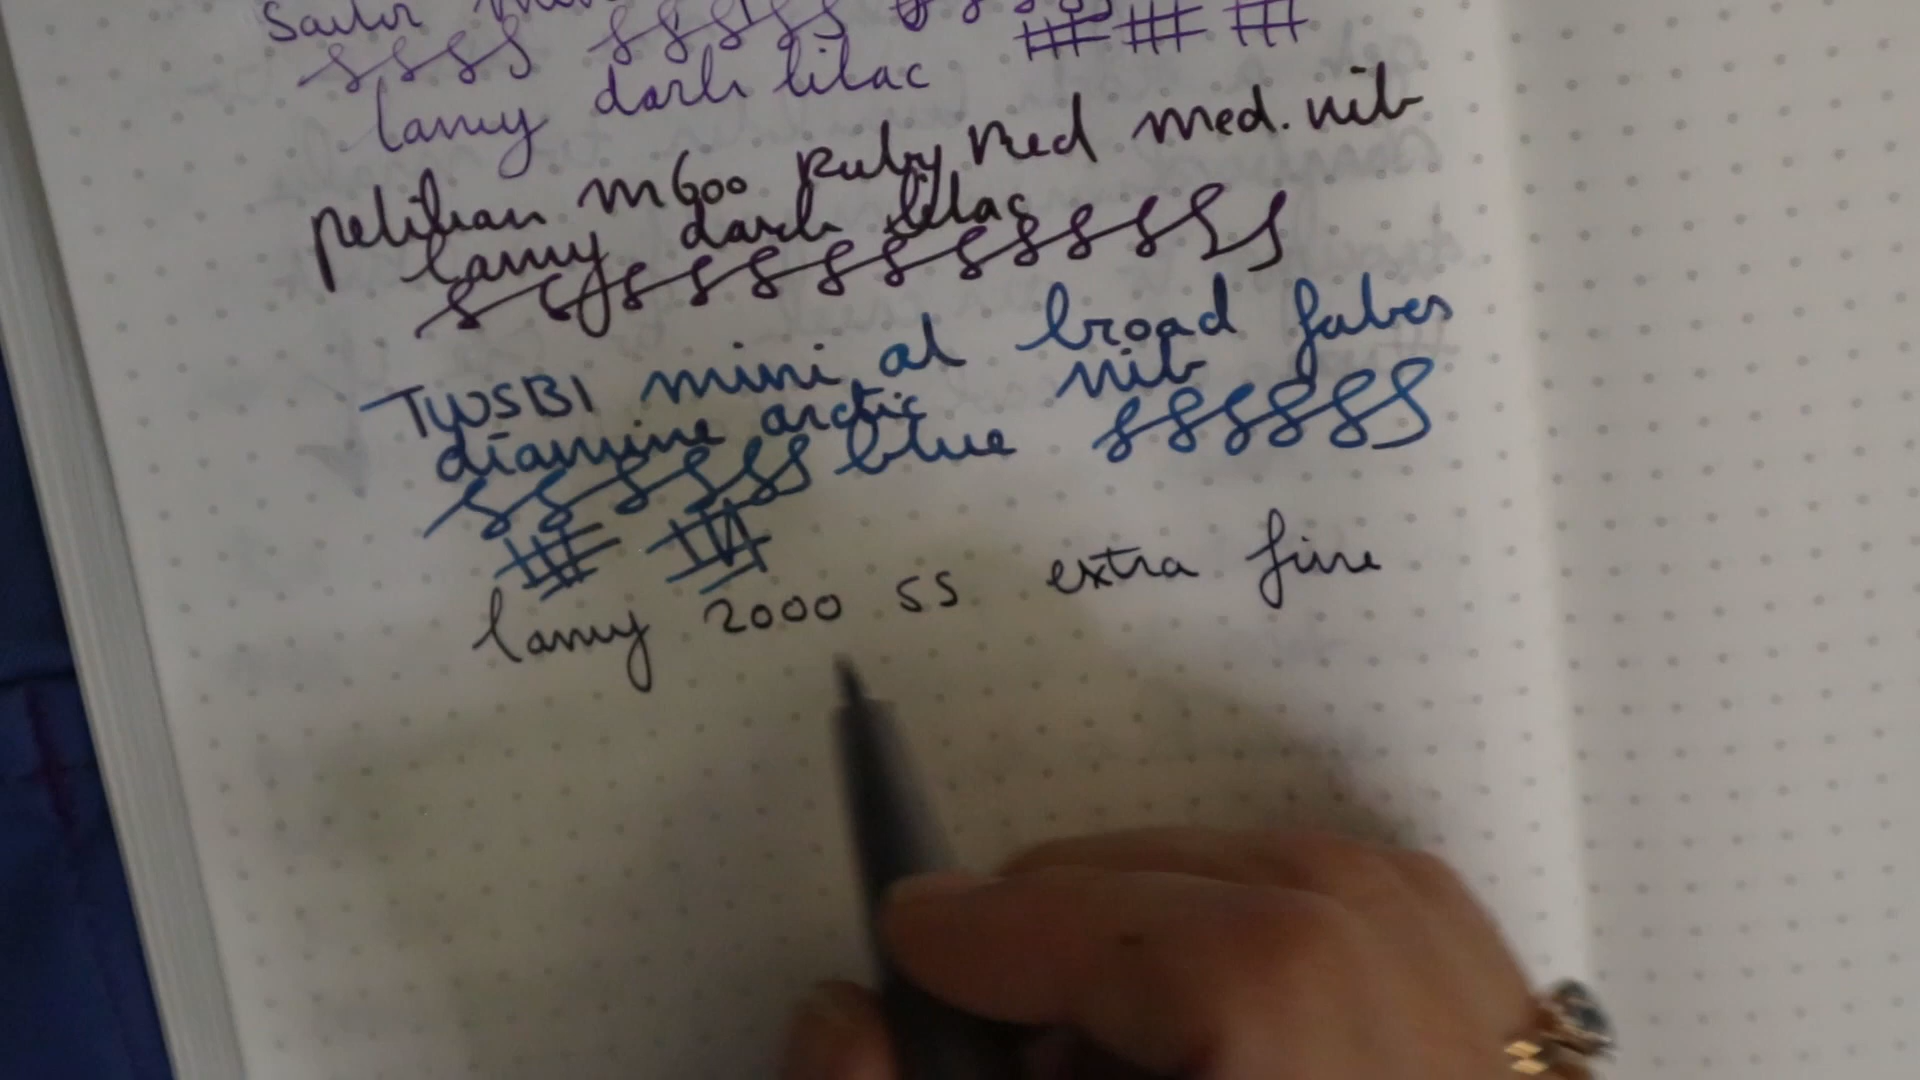 Sailor
lamy dark lilac
pelikan m600 Ruby Red med. nib
lamy dark lilac
TWSBI mini al broad faber
nib
diamine arctic
blue
lamy 2000 SS extra fine